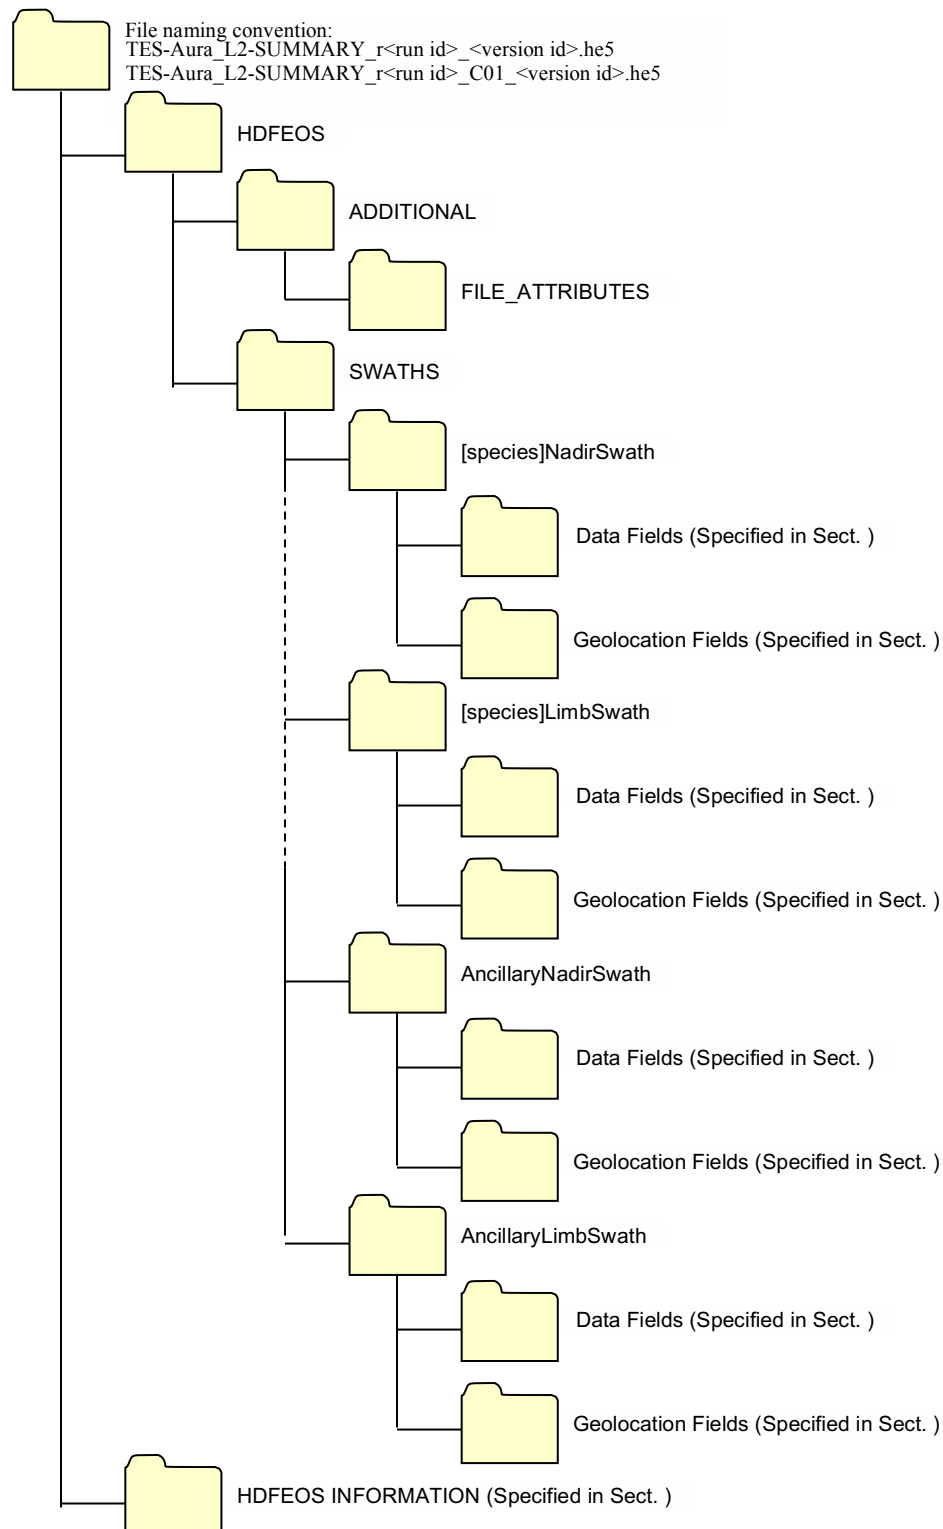 File naming convention:
TES-Aura_L2-SUMMARY_r<run id>_<version id>.he5
TES-Aura_L2-SUMMARY_r<run id>_C01_<version id>.he5
HDFEOS
ADDITIONAL
FILE_ATTRIBUTES
SWATHS
[species]NadirSwath
Data Fields (Specified in Sect. )
Geolocation Fields (Specified in Sect. )
[species]LimbSwath
Data Fields (Specified in Sect. )
Geolocation Fields (Specified in Sect. )
AncillaryNadirSwath
Data Fields (Specified in Sect. )
Geolocation Fields (Specified in Sect. )
AncillaryLimbSwath
Data Fields (Specified in Sect. )
Geolocation Fields (Specified in Sect. )
HDFEOS INFORMATION (Specified in Sect. )